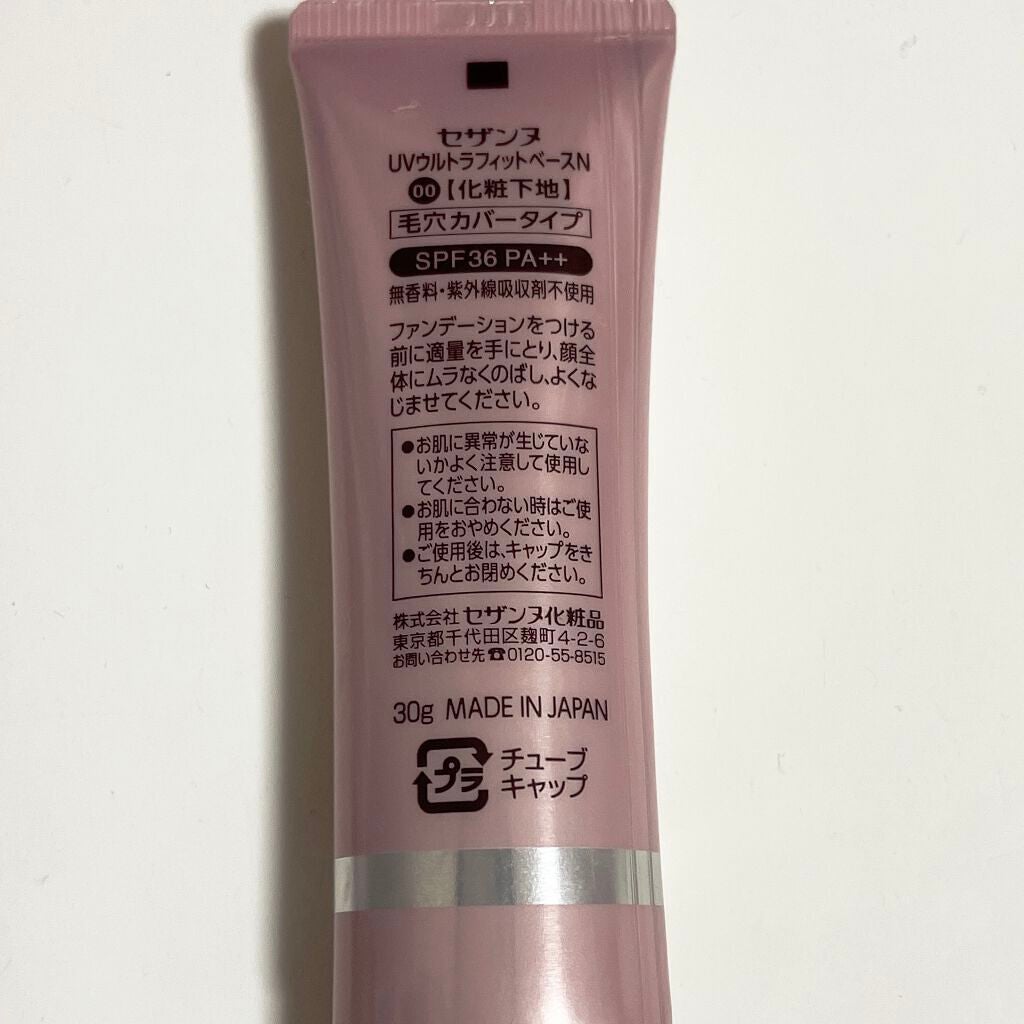 セザンヌ
UVウルトラフィットベースN
00【化粧下地】
毛穴カバータイプ
SPF36 PA++
無香料・紫外線吸収剤不使用
ファンデーションをつける
前に適量を手にとり、顔全
体にムラなくのばし、よくな
じませてください。
●お肌に異常が生じていな
いかよく注意して使用し
てください。
●お肌に合わない時はご使
用をおやめください。
●ご使用後は、キャップをき
ちんとお閉めください。
株式会社 セザンヌ化粧品
東京都千代田区麹町4-2-6
お問い合わせ先☎0120-55-8515
30g MADE IN JAPAN
プラ チューブ
キャップ